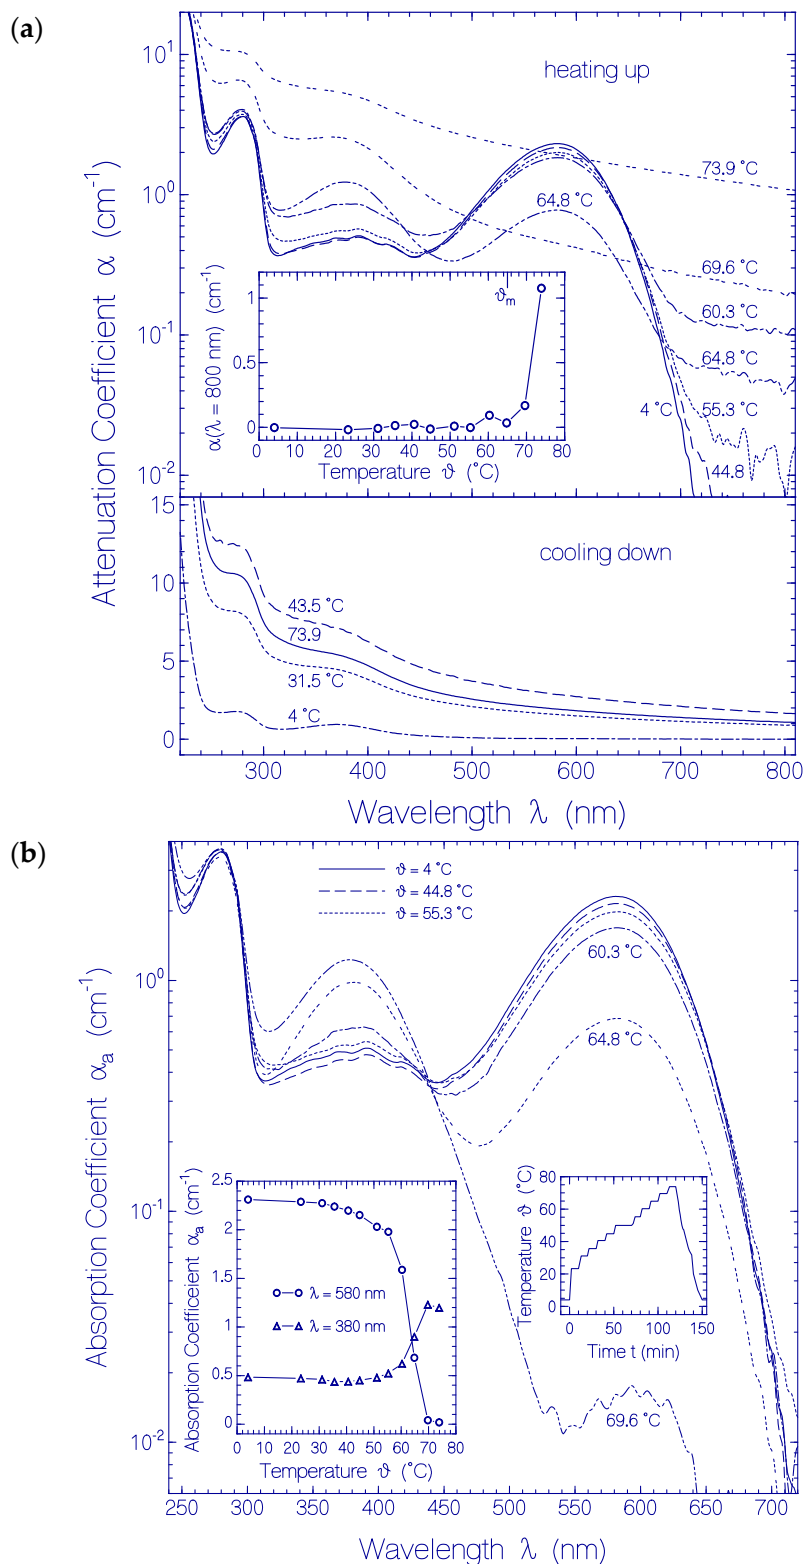 (a)
heating up
10¹
10⁰
10⁻¹
10⁻²
Attenuation Coefficient α (cm⁻¹)
73.9 °C
64.8 °C
69.6 °C
60.3 °C
64.8 °C
55.3 °C
4 °C
44.8
ϑm
1
0.5
0
α(λ = 800 nm) (cm⁻¹)
0 10 20 30 40 50 60 70 80
Temperature ϑ (°C)
15
10
5
0
cooling down
43.5 °C
73.9
31.5 °C
4 °C
300 400 500 600 700 800
Wavelength λ (nm)
(b)
ϑ = 4 °C
ϑ = 44.8 °C
ϑ = 55.3 °C
60.3 °C
64.8 °C
69.6 °C
10⁰
10⁻¹
10⁻²
Absorption Coefficient αa (cm⁻¹)
2.5
2
1.5
1
0.5
0
Absorption Coefficeient αa (cm⁻¹)
λ = 580 nm
λ = 380 nm
0 10 20 30 40 50 60 70 80
Temperature ϑ (°C)
80
60
40
20
0
Temperature ϑ (°C)
0 50 100 150
Time t (min)
250 300 350 400 450 500 550 600 650 700
Wavelength λ (nm)